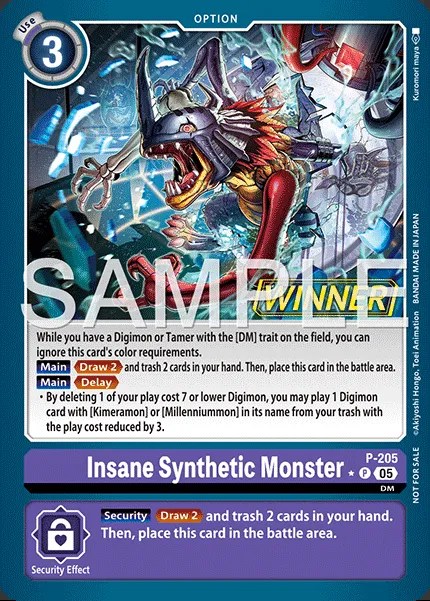 OPTION
Use
3
Kuromori maya
SAMPLE
WINNER
While you have a Digimon or Tamer with the [DM] trait on the field, you can
ignore this card's color requirements.
Main Draw 2 and trash 2 cards in your hand. Then, place this card in the battle area.
Main Delay
• By deleting 1 of your play cost 7 or lower Digimon, you may play 1 Digimon
card with [Kimeramon] or [Millenniummon] in its name from your trash with
the play cost reduced by 3.
©Akiyoshi Hongo, Toei Animation BANDAI MADE IN JAPAN
NOT FOR SALE
P-205
Insane Synthetic Monster ★ P 05
DM
Security Draw 2 and trash 2 cards in your hand.
Then, place this card in the battle area.
Security Effect